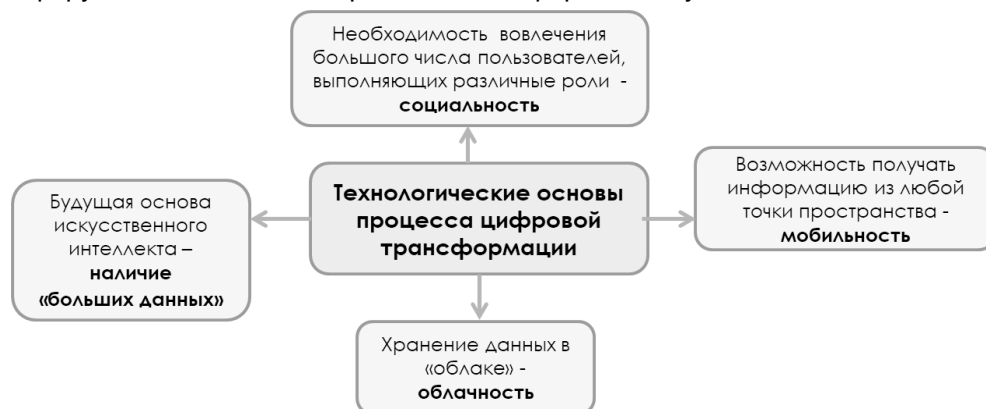 Необходимость вовлечения
большого числа пользователей,
выполняющих различные роли -
социальность
Технологические основы
процесса цифровой
трансформации
Возможность получать
информацию из любой
точки пространства -
мобильность
Будущая основа
искусственного
интеллекта –
наличие
«больших данных»
Хранение данных в
«облаке» -
облачность